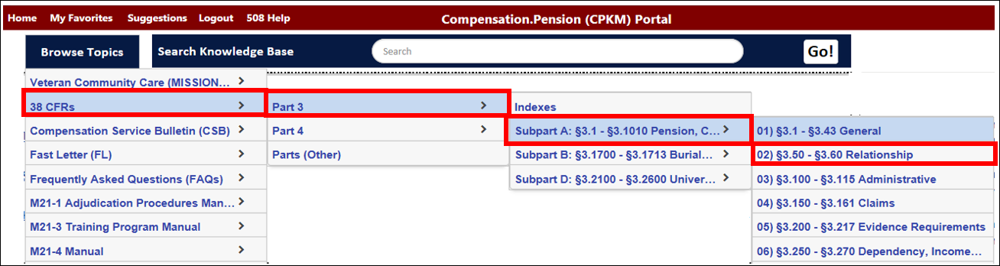 Home My Favorites Suggestions Logout 508 Help Compensation.Pension (CPKM) Portal
Browse Topics Search Knowledge Base Search Go!
Veteran Community Care (MISSION...
38 CFRs
Compensation Service Bulletin (CSB)
Fast Letter (FL)
Frequently Asked Questions (FAQs)
M21-1 Adjudication Procedures Man...
M21-3 Training Program Manual
M21-4 Manual
Part 3
Part 4
Parts (Other)
Indexes
Subpart A: §3.1 - §3.1010 Pension, C...
Subpart B: §3.1700 - §3.1713 Burial...
Subpart D: §3.2100 - §3.2600 Univer...
01) §3.1 - §3.43 General
02) §3.50 - §3.60 Relationship
03) §3.100 - §3.115 Administrative
04) §3.150 - §3.161 Claims
05) §3.200 - §3.217 Evidence Requirements
06) §3.250 - §3.270 Dependency, Income...